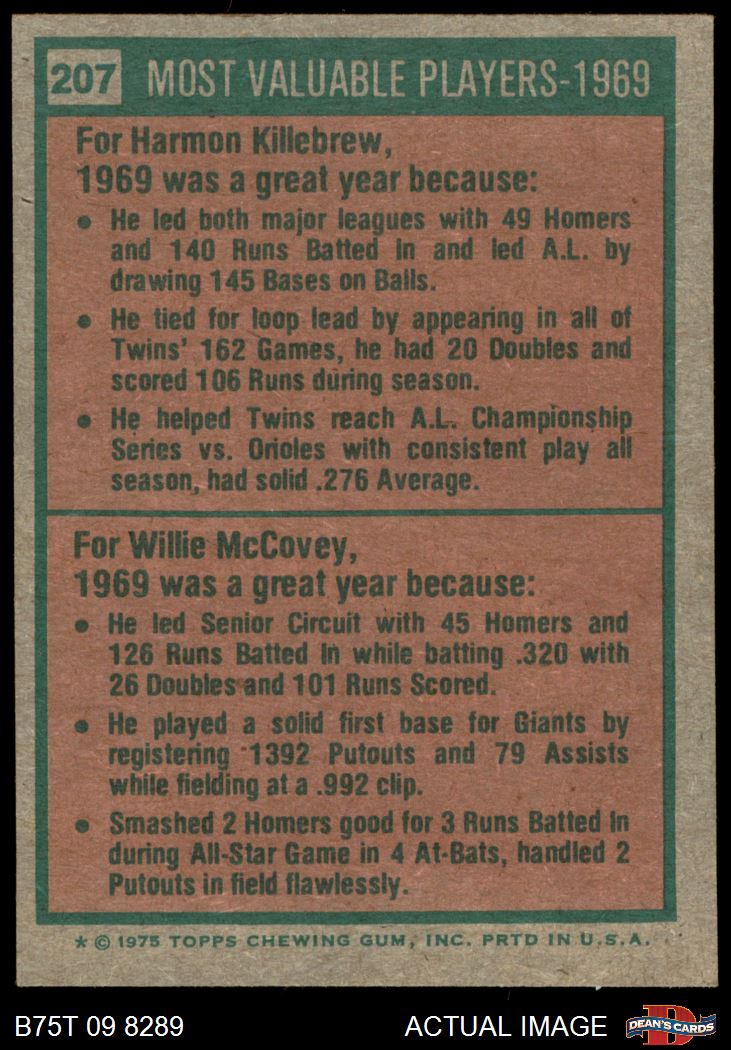 207 MOST VALUABLE PLAYERS-1969
For Harmon Killebrew,
1969 was a great year because:
• He led both major leagues with 49 Homers
and 140 Runs Batted In and led A.L. by
drawing 145 Bases on Balls.
• He tied for loop lead by appearing in all of
Twins' 162 Games, he had 20 Doubles and
scored 106 Runs during season.
• He helped Twins reach A.L. Championship
Series vs. Orioles with consistent play all
season, had solid .276 Average.
For Willie McCovey,
1969 was a great year because:
• He led Senior Circuit with 45 Homers and
126 Runs Batted In while batting .320 with
26 Doubles and 101 Runs Scored.
• He played a solid first base for Giants by
registering 1392 Putouts and 79 Assists
while fielding at a .992 clip.
• Smashed 2 Homers good for 3 Runs Batted In
during All-Star Game in 4 At-Bats, handled 2
Putouts in field flawlessly.
* © 1975 TOPPS CHEWING GUM, INC. PRTD IN U.S.A.
B75T 09 8289 ACTUAL IMAGE D DEAN'S CARDS